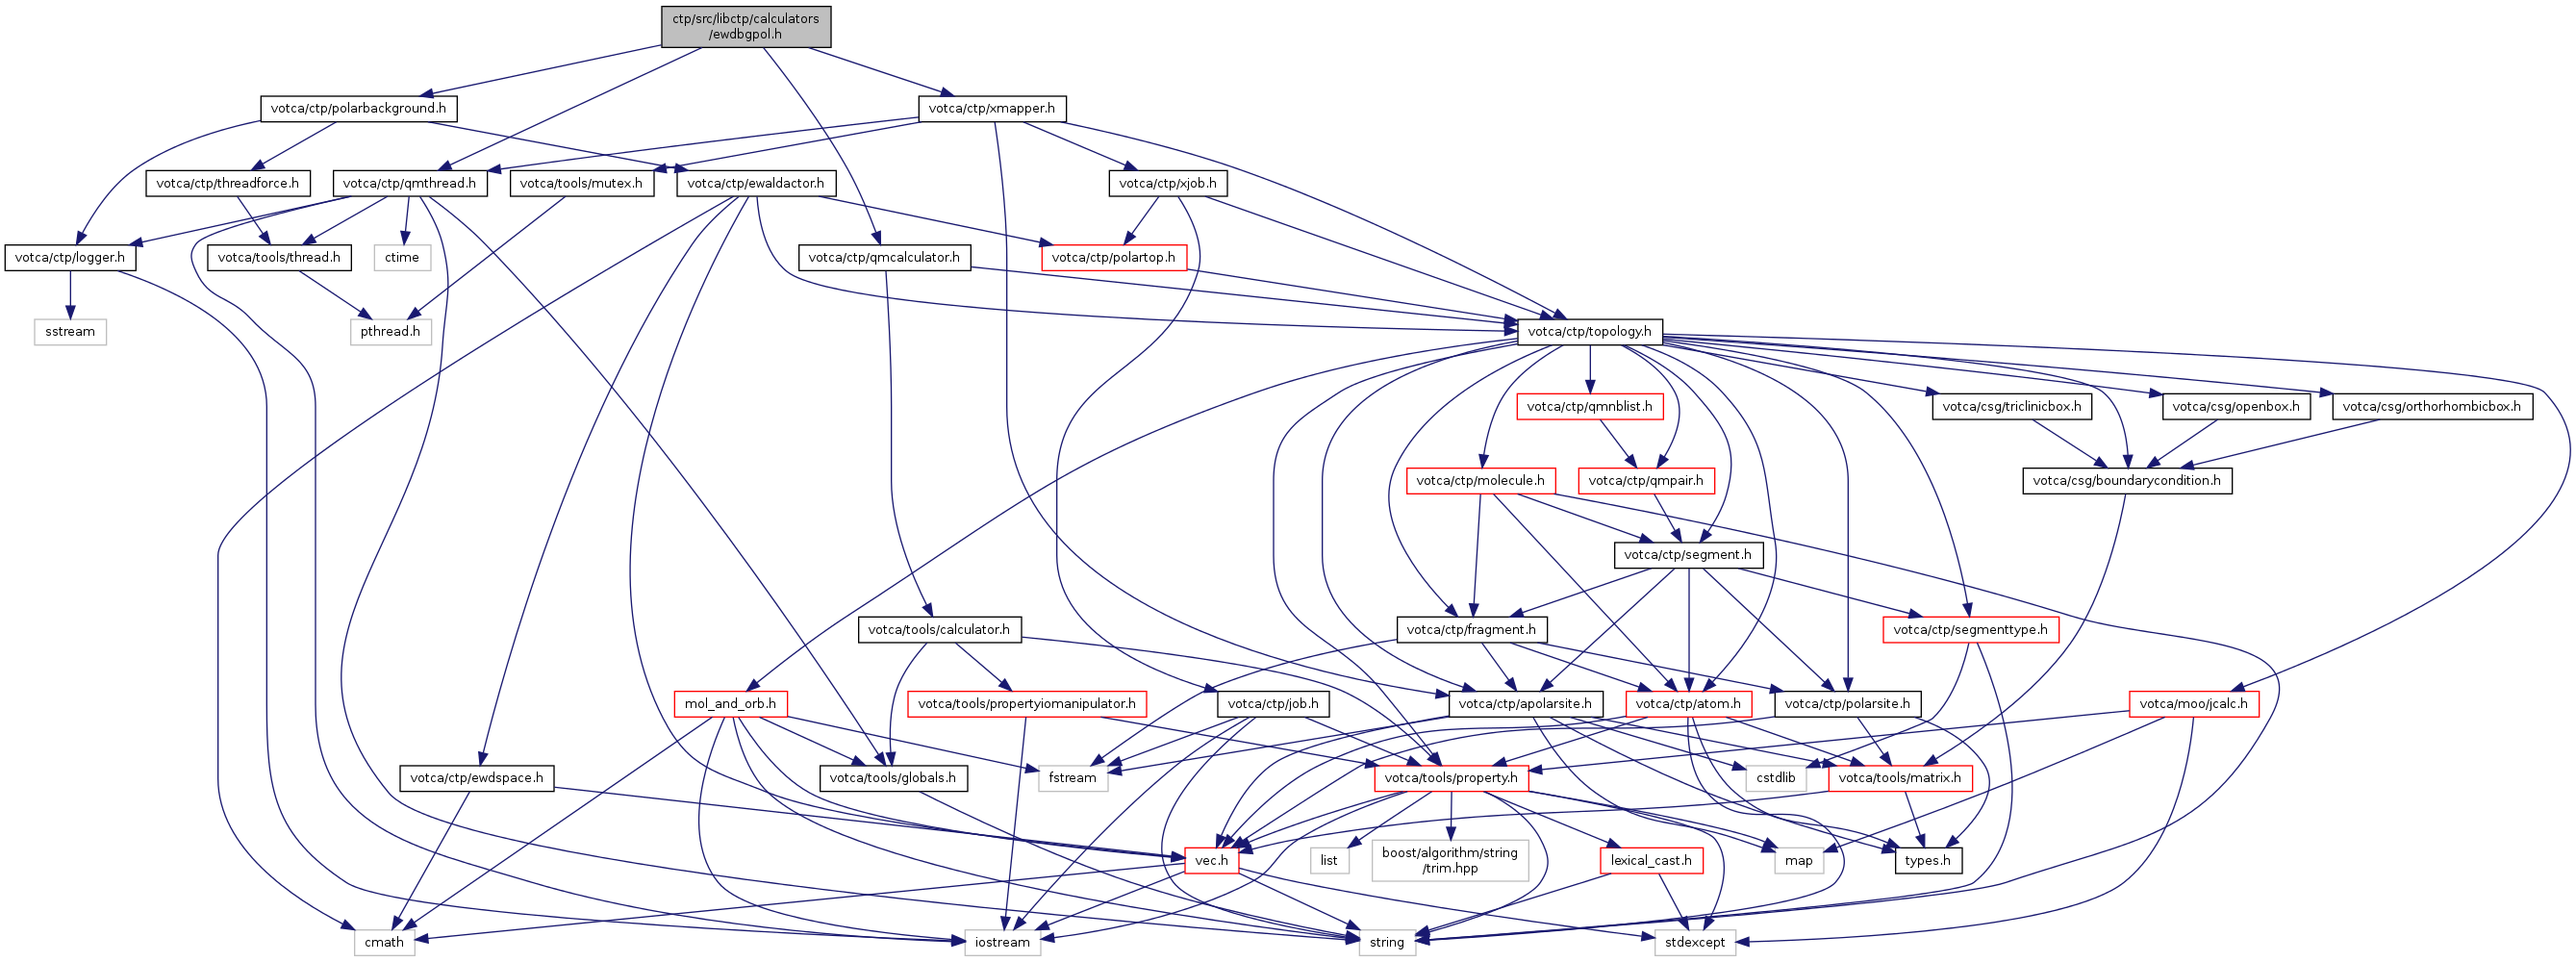 ctp/src/libctp/calculators
/ewdbgpol.h
votca/ctp/polarbackground.h
votca/ctp/xmapper.h
votca/ctp/threadforce.h
votca/ctp/qmthread.h
votca/tools/mutex.h
votca/ctp/ewaldactor.h
votca/ctp/xjob.h
votca/ctp/logger.h
votca/tools/thread.h
ctime
votca/ctp/qmcalculator.h
votca/ctp/polartop.h
sstream
pthread.h
votca/ctp/topology.h
votca/ctp/qmnblist.h
votca/csg/triclinicbox.h
votca/csg/openbox.h
votca/csg/orthorhombicbox.h
votca/ctp/molecule.h
votca/ctp/qmpair.h
votca/csg/boundarycondition.h
votca/ctp/segment.h
votca/tools/calculator.h
votca/ctp/fragment.h
votca/ctp/segmenttype.h
mol_and_orb.h
votca/tools/propertyiomanipulator.h
votca/ctp/job.h
votca/ctp/apolarsite.h
votca/ctp/atom.h
votca/ctp/polarsite.h
votca/moo/jcalc.h
votca/ctp/ewdspace.h
votca/tools/globals.h
fstream
votca/tools/property.h
cstdlib
votca/tools/matrix.h
vec.h
list
boost/algorithm/string
/trim.hpp
lexical_cast.h
map
types.h
cmath
iostream
string
stdexcept